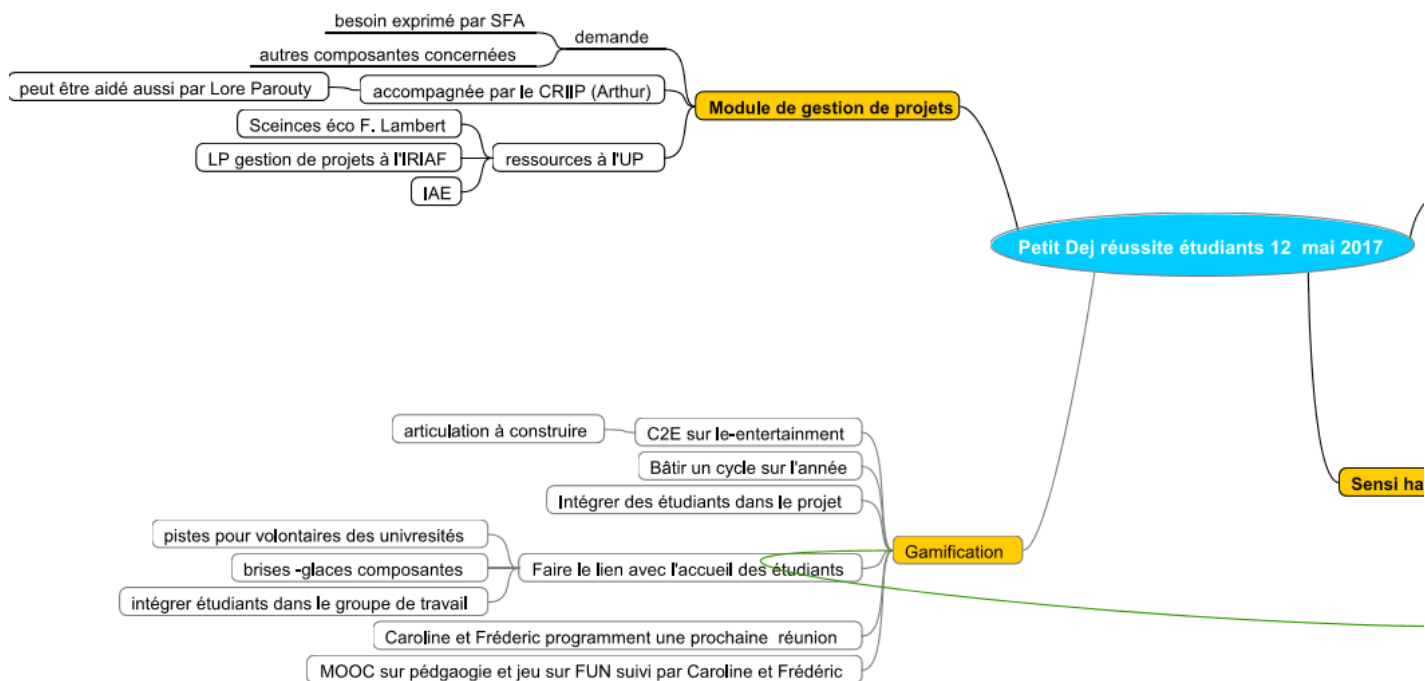 besoin exprimé par SFA
demande
autres composantes concernées
peut être aidé aussi par Lore Parouty
accompagnée par le CRIIP (Arthur)
Module de gestion de projets
Sceinces éco F. Lambert
LP gestion de projets à l'IRIAF
ressources à l'UP
IAE
Petit Dej réussite étudiants 12 mai 2017
articulation à construire
C2E sur le-entertainment
Bâtir un cycle sur l'année
Intégrer des étudiants dans le projet
Sensi ha
pistes pour volontaires des univresités
Gamification
brises -glaces composantes
Faire le lien avec l'accueil des étudiants
intégrer étudiants dans le groupe de travail
Caroline et Fréderic programment une prochaine réunion
MOOC sur pédgaogie et jeu sur FUN suivi par Caroline et Frédéric